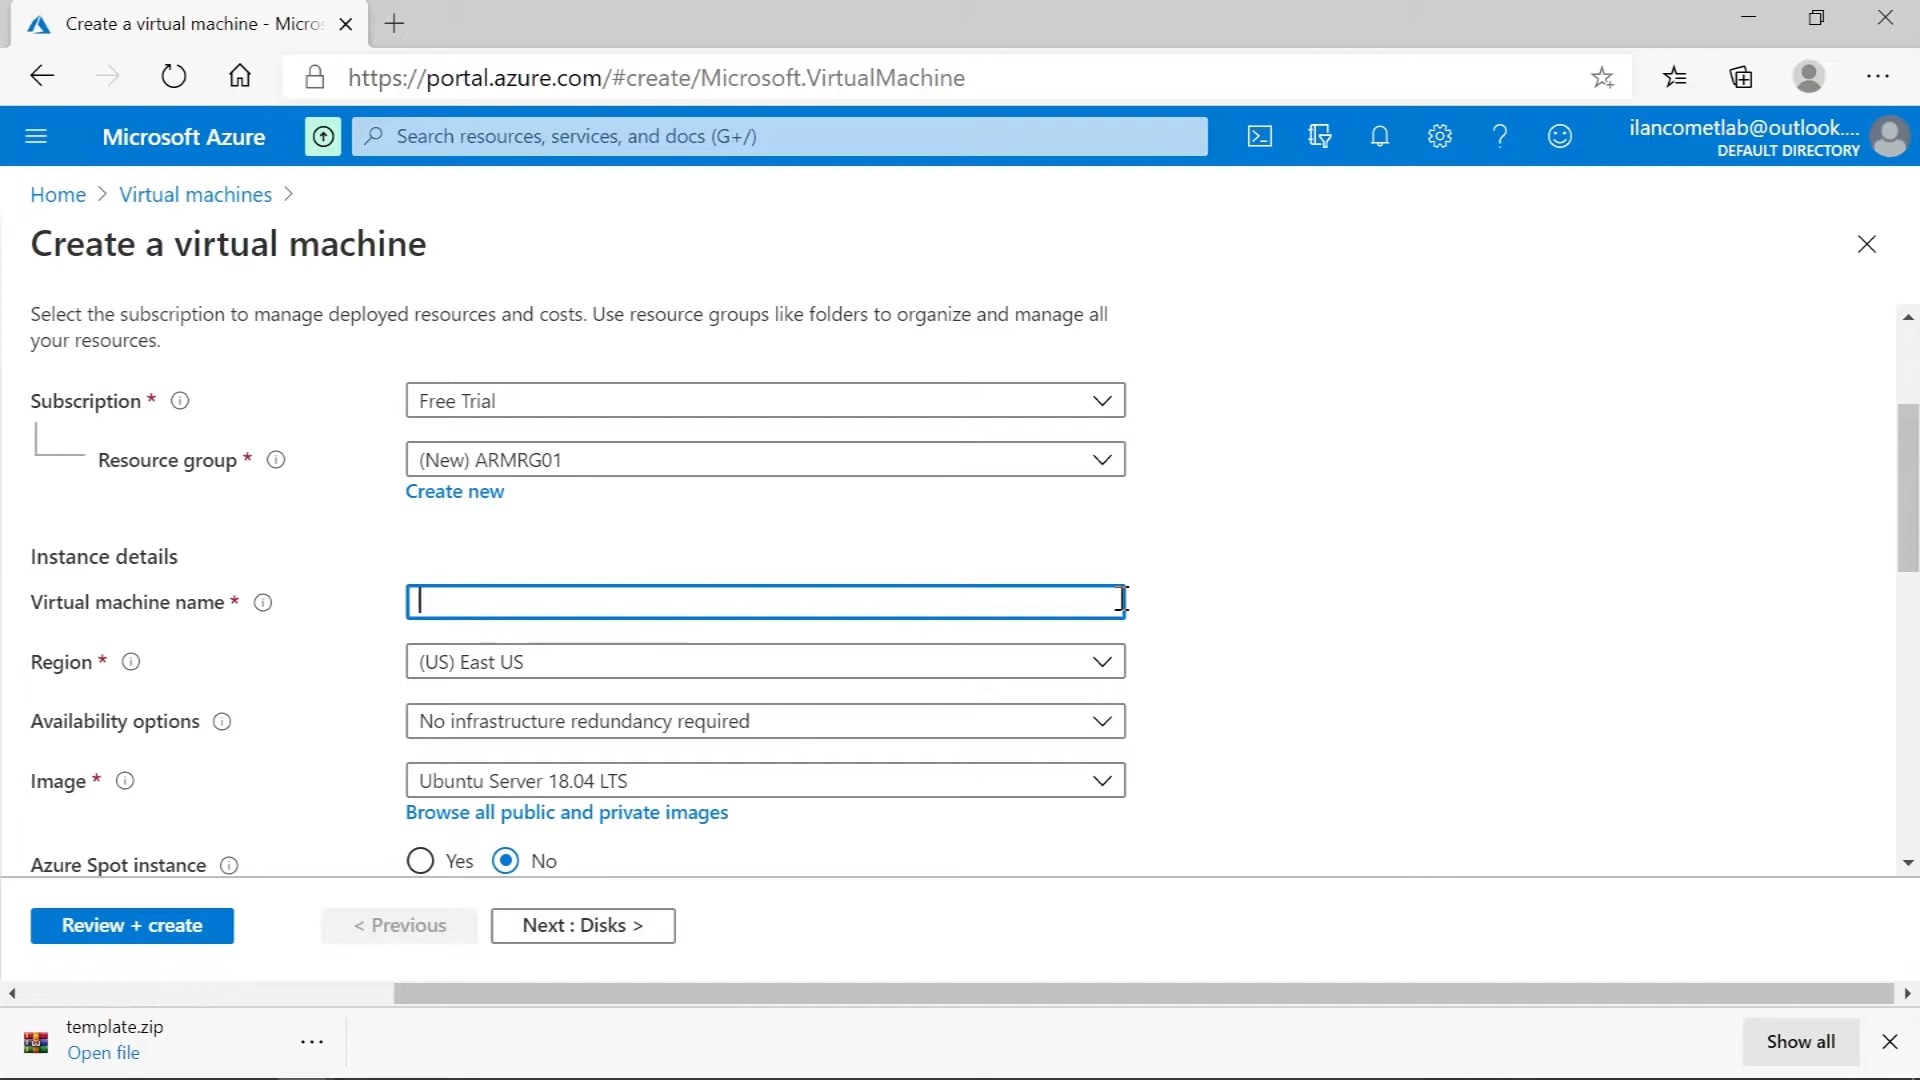 Create a virtual machine - Micros
https://portal.azure.com/#create/Microsoft.VirtualMachine
Microsoft Azure
Search resources, services, and docs (G+/)
ilancometlab@outlook....
DEFAULT DIRECTORY
Home > Virtual machines >
Create a virtual machine
Select the subscription to manage deployed resources and costs. Use resource groups like folders to organize and manage all
your resources.
Subscription *
Free Trial
Resource group *
(New) ARMRG01
Create new
Instance details
Virtual machine name *
Region *
(US) East US
Availability options
No infrastructure redundancy required
Image *
Ubuntu Server 18.04 LTS
Browse all public and private images
Azure Spot instance
Yes No
Review + create
< Previous
Next : Disks >
template.zip
Open file
Show all